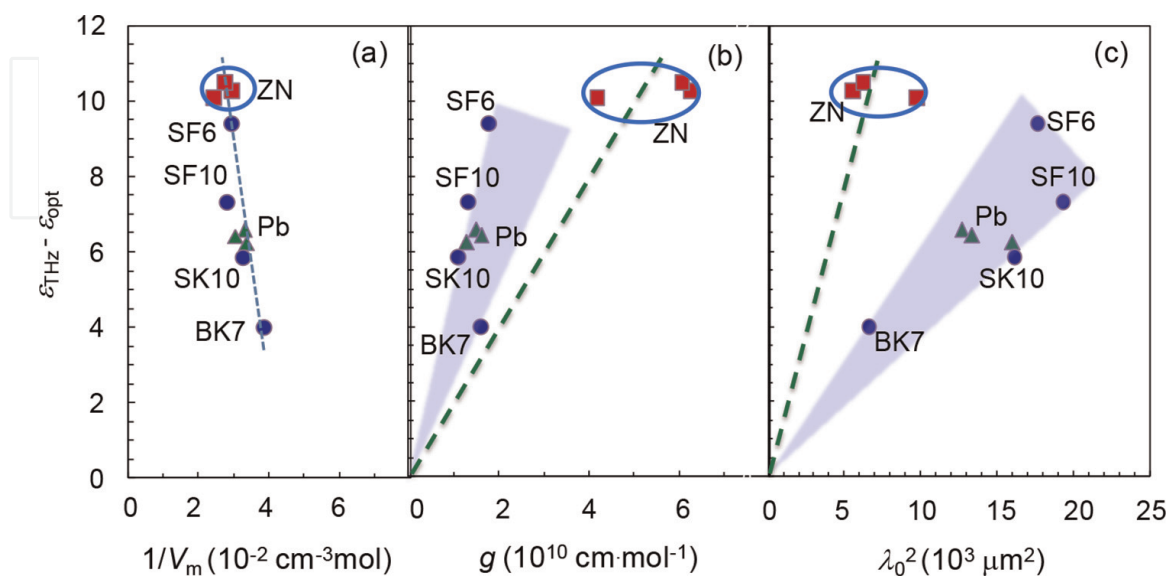 12
10
8
6
4
2
0
εTHz - εopt
(a)
ZN
SF6
SF10
Pb
SK10
BK7
0 2 4 6
1/Vm (10-2 cm-3mol)
(b)
SF6
ZN
SF10
Pb
SK10
BK7
0 2 4 6
g (1010 cm·mol-1)
(c)
ZN
SF6
SF10
Pb
SK10
BK7
0 5 10 15 20 25
λ02 (103 μm2)